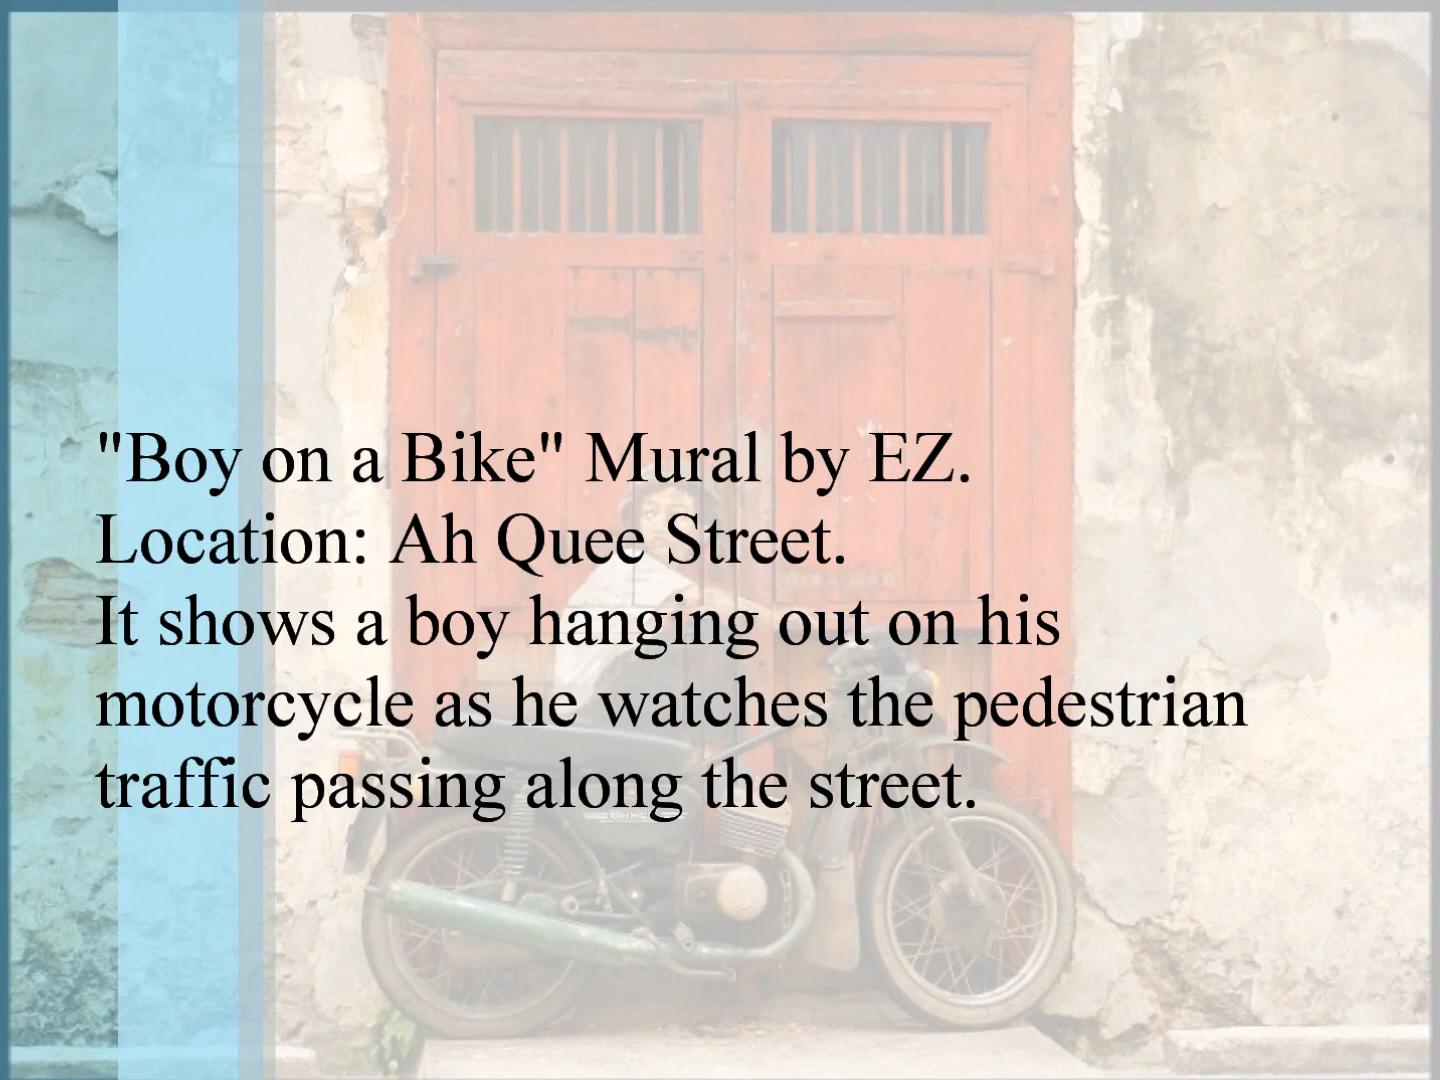 "Boy on a Bike" Mural by EZ.
Location: Ah Quee Street.
It shows a boy hanging out on his
motorcycle as he watches the pedestrian
traffic passing along the street.